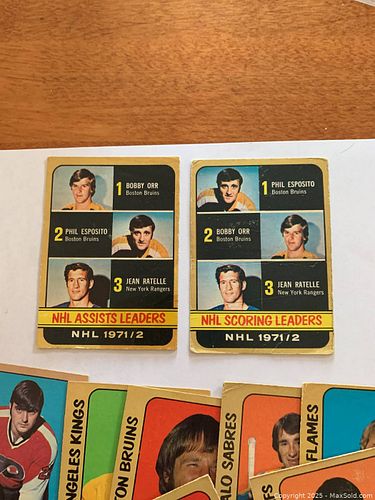 1 BOBBY ORR
Boston Bruins
2 PHIL ESPOSITO
Boston Bruins
3 JEAN RATELLE
New York Rangers
NHL ASSISTS LEADERS
NHL 1971/2
1 PHIL ESPOSITO
Boston Bruins
2 BOBBY ORR
Boston Bruins
3 JEAN RATELLE
New York Rangers
NHL SCORING LEADERS
NHL 1971/2
NGELES KINGS
ON BRUINS
LO SABRES
S
FLAMES
© Copyright 2025 - MaxSold.com